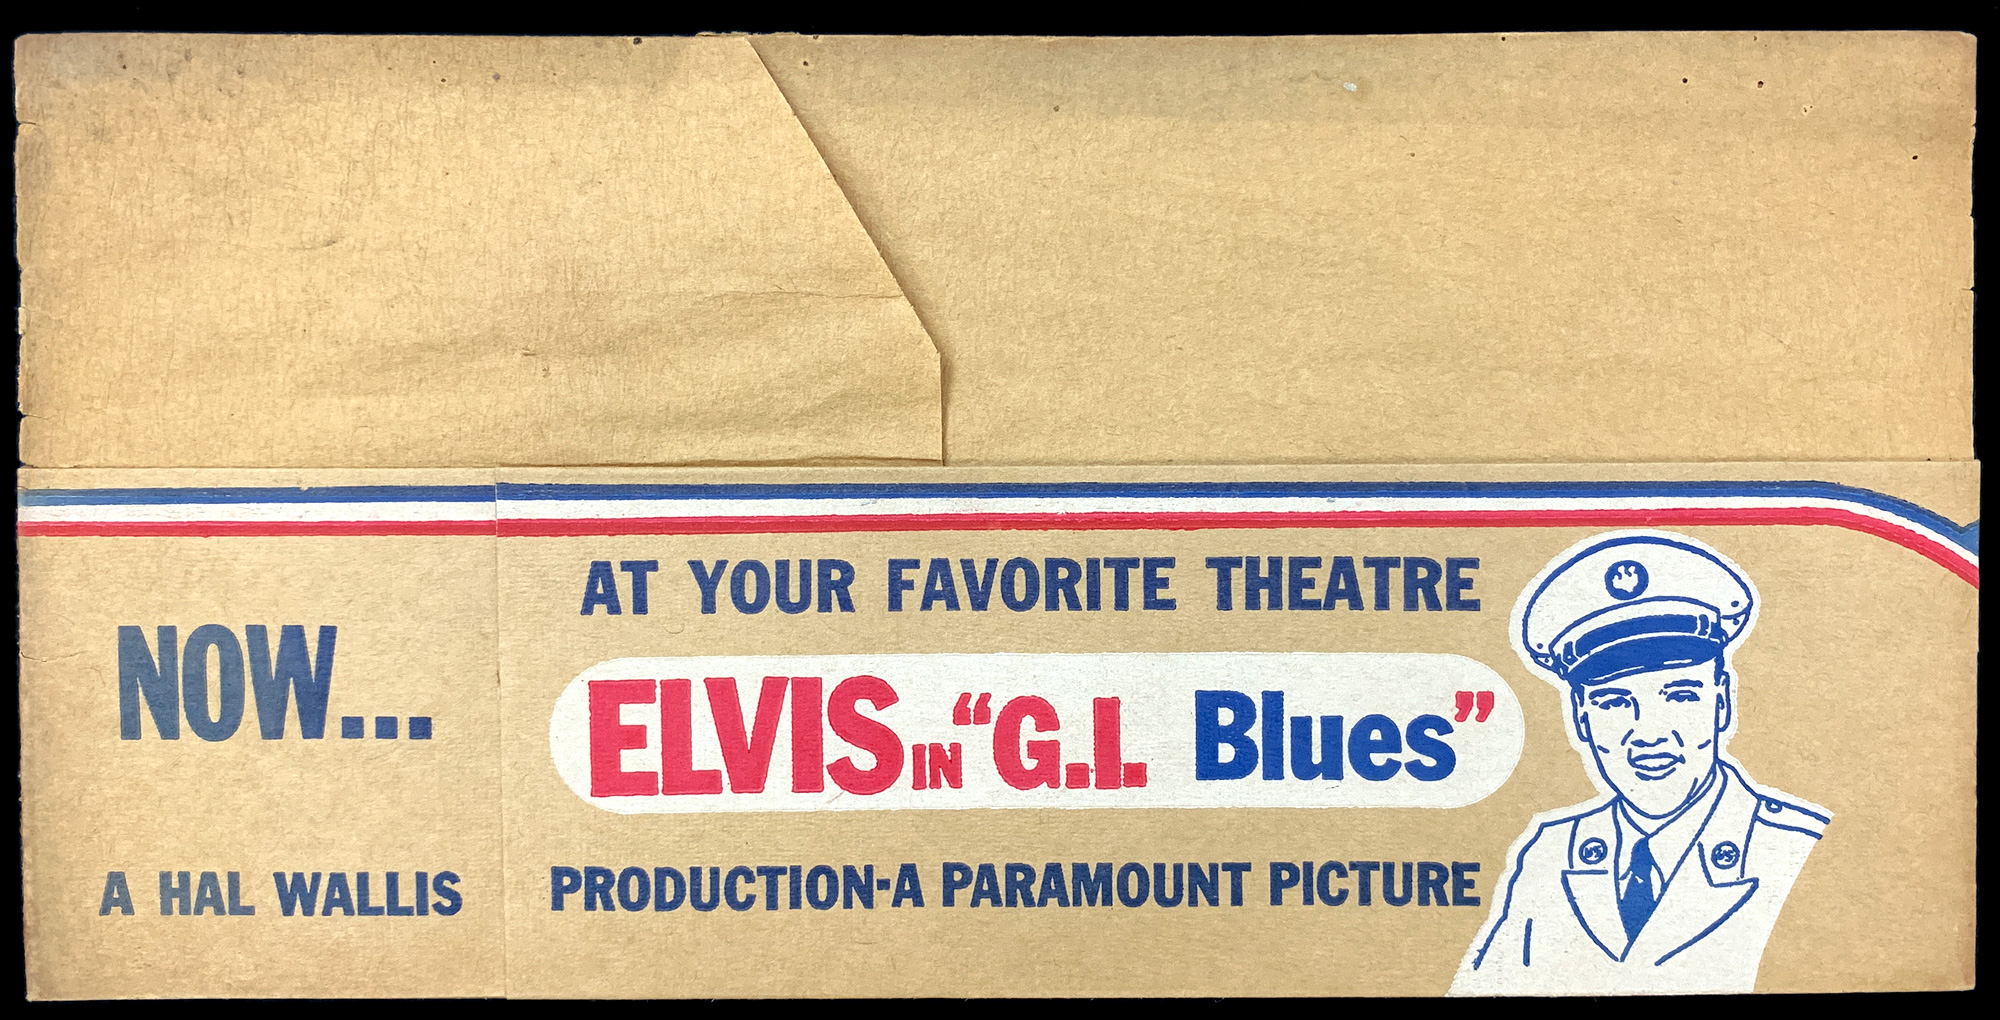 NOW...
AT YOUR FAVORITE THEATRE
ELVIS IN "G.I. Blues"
A HAL WALLIS PRODUCTION-A PARAMOUNT PICTURE